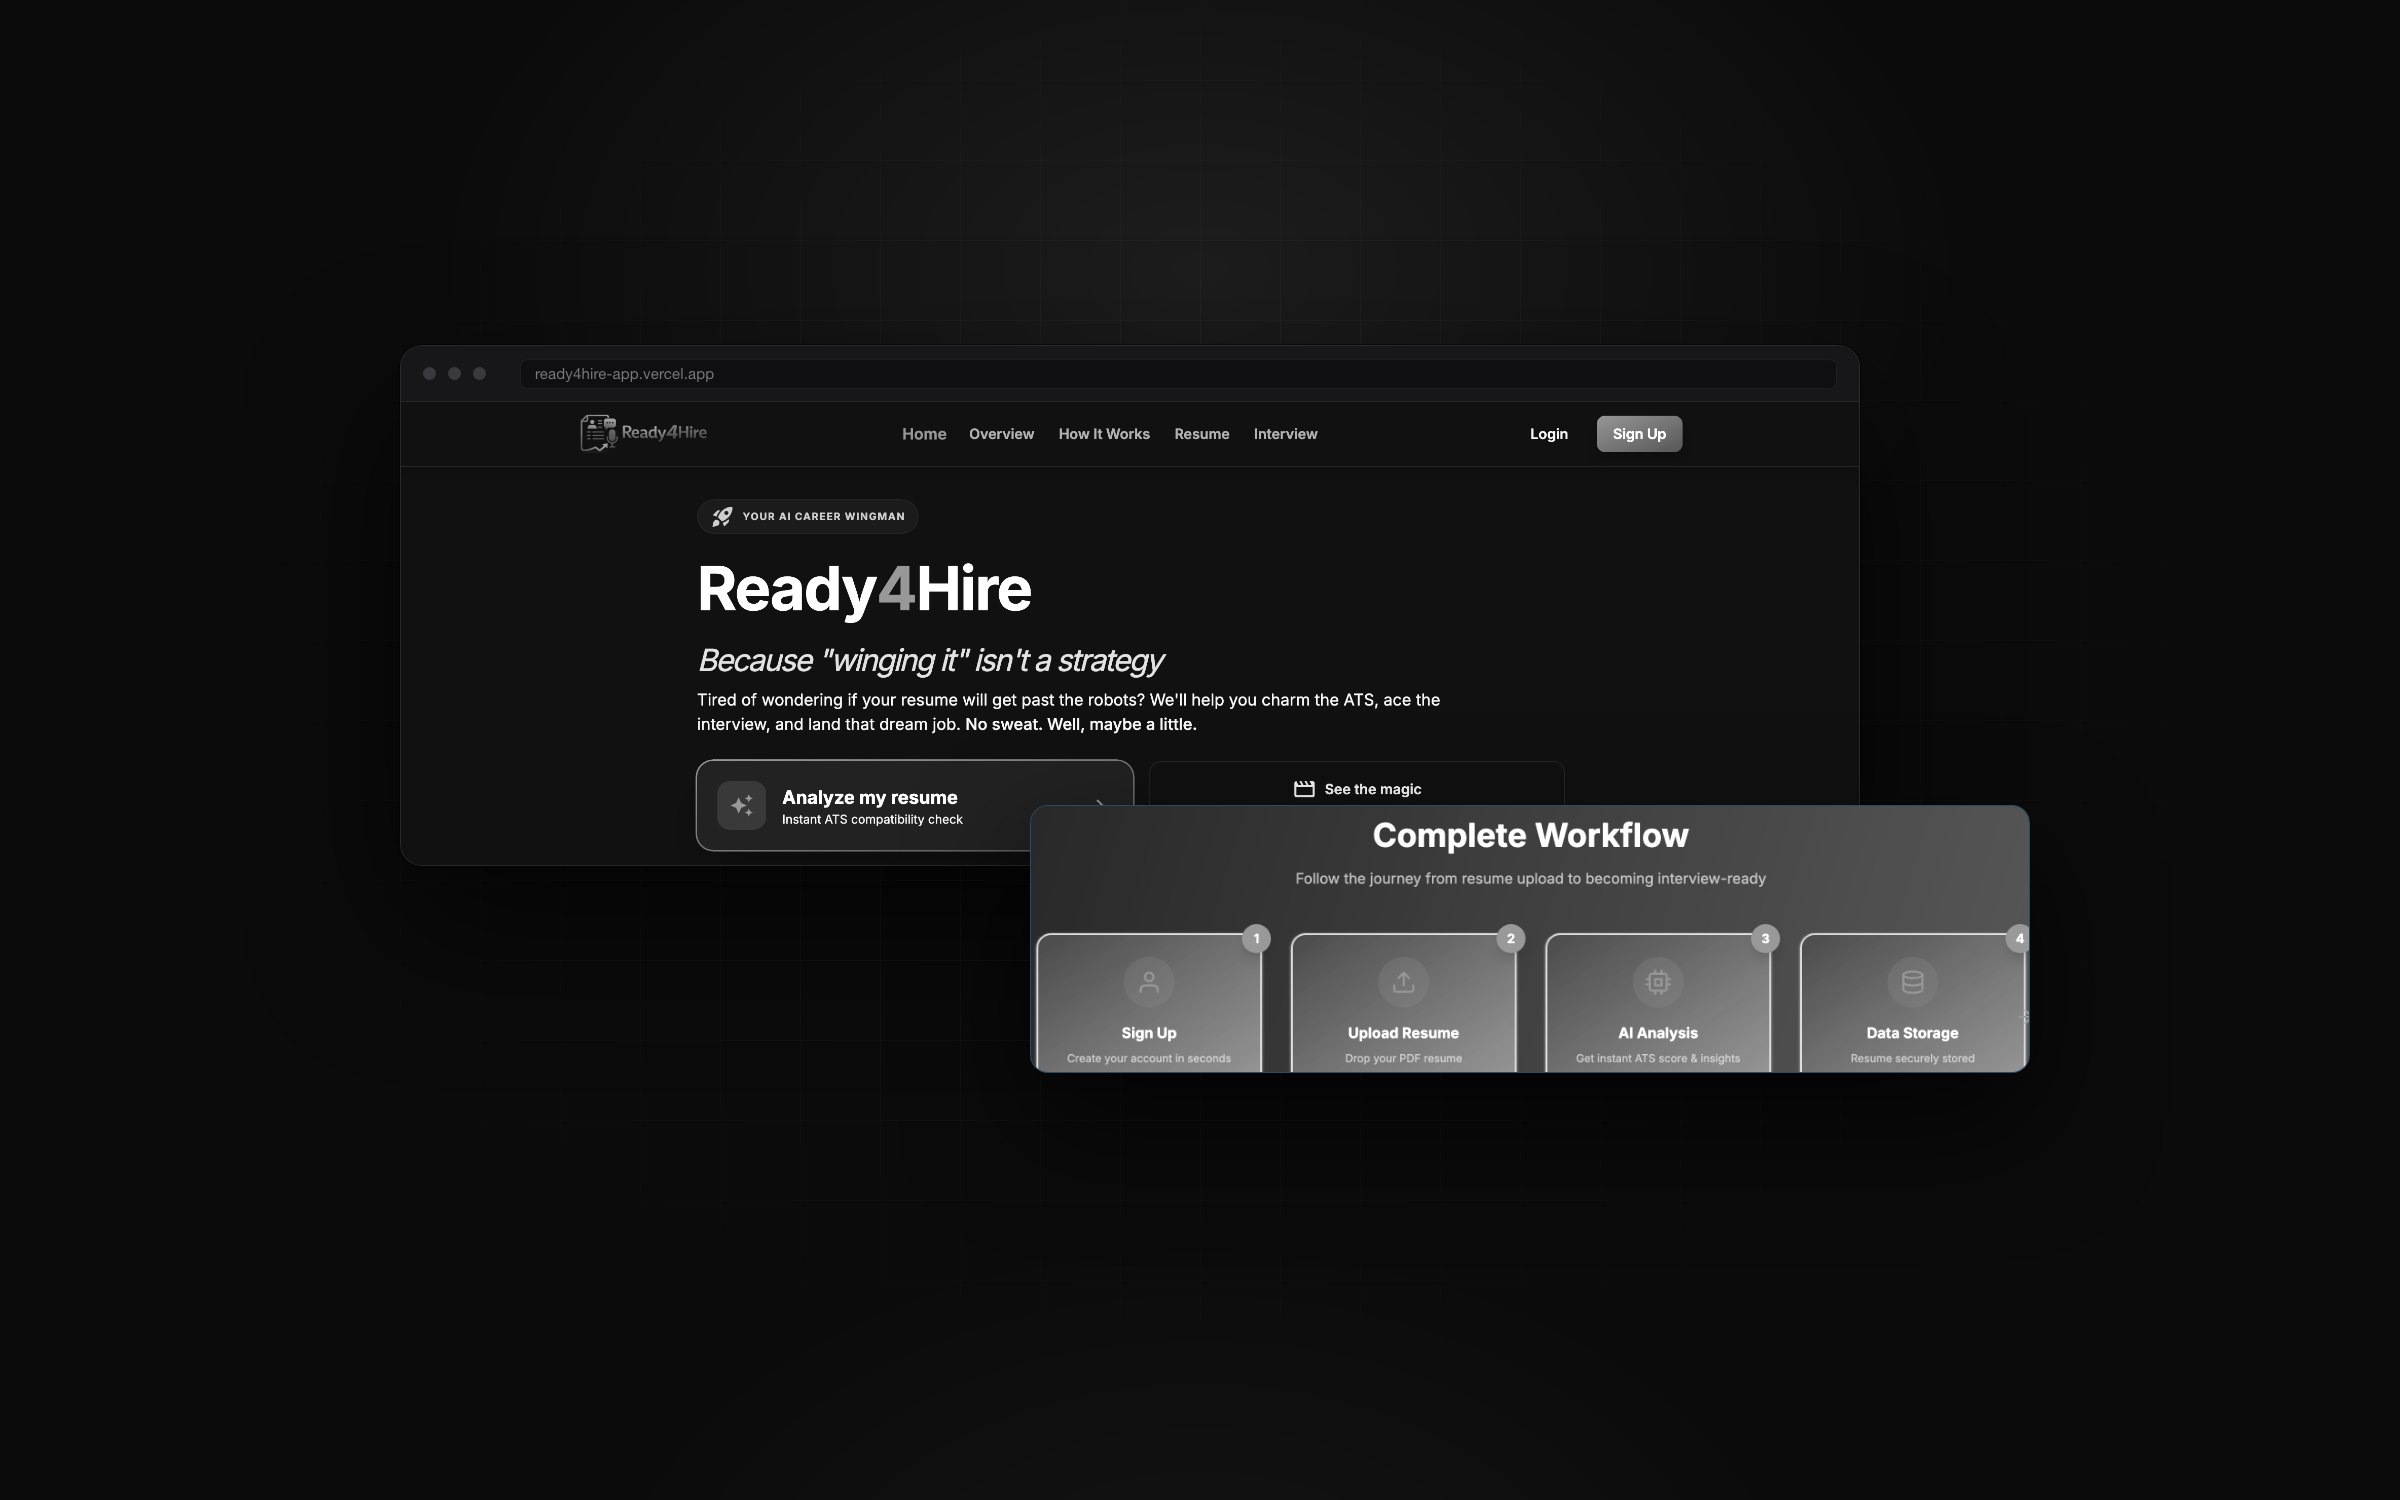 ready4hire-app.vercel.app
Ready4Hire
Home Overview How It Works Resume Interview
Login Sign Up
YOUR AI CAREER WINGMAN
Ready4Hire
Because "winging it" isn't a strategy
Tired of wondering if your resume will get past the robots? We'll help you charm the ATS, ace the
interview, and land that dream job. No sweat. Well, maybe a little.
Analyze my resume
Instant ATS compatibility check
See the magic
Complete Workflow
Follow the journey from resume upload to becoming interview-ready
1
Sign Up
Create your account in seconds
2
Upload Resume
Drop your PDF resume
3
AI Analysis
Get instant ATS score & insights
4
Data Storage
Resume securely stored